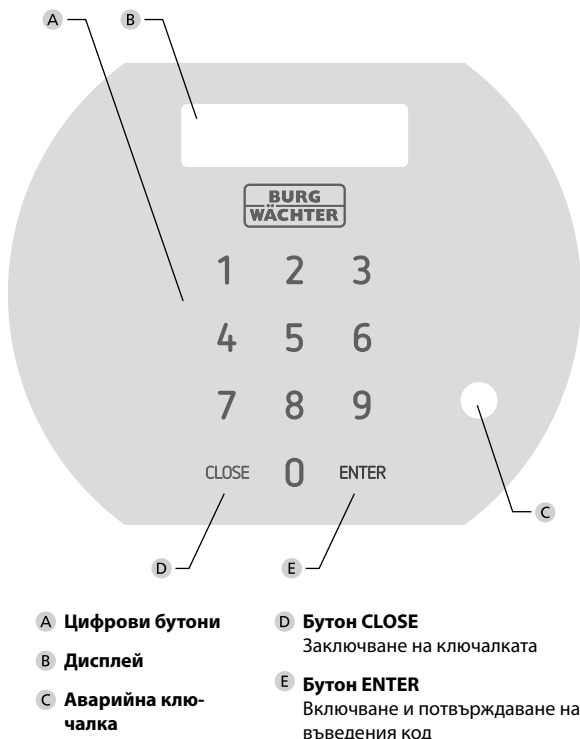 A B
BURG
WÄCHTER
1 2 3
4 5 6
7 8 9
CLOSE 0 ENTER
C
D E
A Цифрови бутони
B Дисплей
C Аварийна клю-
чалка
D Бутон CLOSE
Заключване на ключалката
E Бутон ENTER
Включване и потвърждаване на
въведения код